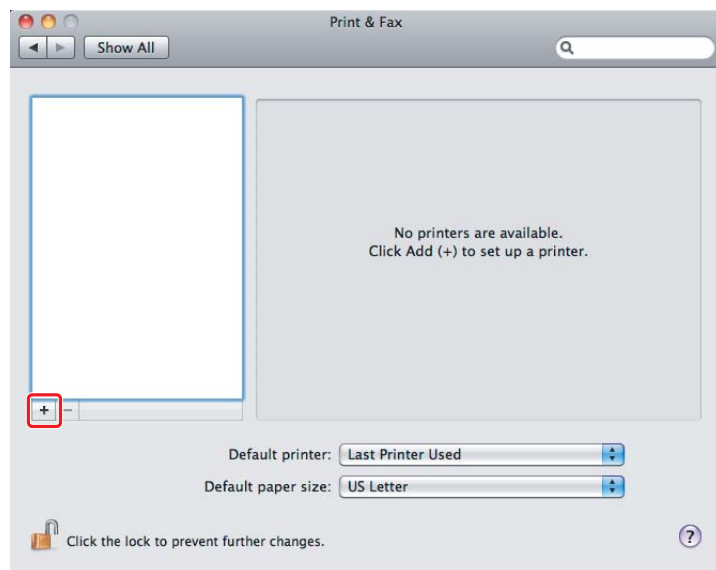 Print & Fax
Show All
No printers are available.
Click Add (+) to set up a printer.
+ −
Default printer: Last Printer Used
Default paper size: US Letter
Click the lock to prevent further changes.
?